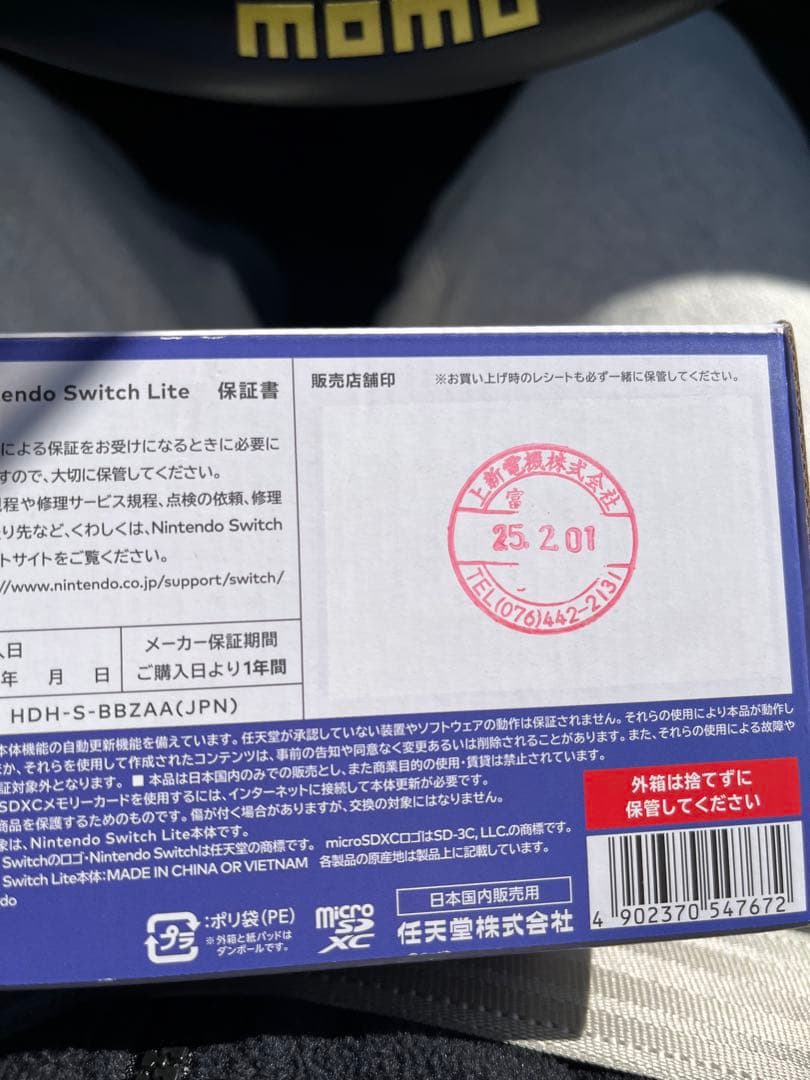 momo
endo Switch Lite 保証書
による保証をお受けになるときに必要に
すので、大切に保管してください。
規程や修理サービス規程、点検の依頼、修理
り先など、くわしくは、Nintendo Switch
トサイトをご覧ください。
//www.nintendo.co.jp/support/switch/
入日
年 月 日
メーカー保証期間
ご購入日より1年間
HDH-S-BBZAA(JPN)
販売店舗印
※お買い上げ時のレシートも必ず一緒に保管してください。
上新電機株式会社
富
25. 2. 01
TEL(076)442-2131
本体機能の自動更新機能を備えています。任天堂が承認していない装置やソフトウェアの動作は保証されません。それらの使用により本品が動作し
か、それらを使用して作成されたコンテンツは、事前の告知や同意なく変更あるいは削除されることがあります。また、それらの使用による故障や
証対象外となります。 ■ 本品は日本国内のみでの販売とし、また商業目的の使用・賃貸は禁止されています。
SDXCメモリーカードを使用するには、インターネットに接続して本体更新が必要です。
商品を保護するためのものです。傷が付く場合がありますが、交換の対象にはなりません。
象は、Nintendo Switch Lite本体です。
Switchのロゴ・Nintendo Switchは任天堂の商標です。 microSDXCロゴはSD-3C, LLC.の商標です。
Switch Lite本体:MADE IN CHINA OR VIETNAM 各製品の原産地は製品上に記載しています。
do
外箱は捨てずに
保管してください
プラ
:ポリ袋(PE)
※外箱と紙パッドは
ダンボールです。
micro
SD
XC
日本国内販売用
任天堂株式会社
4 902370 547672